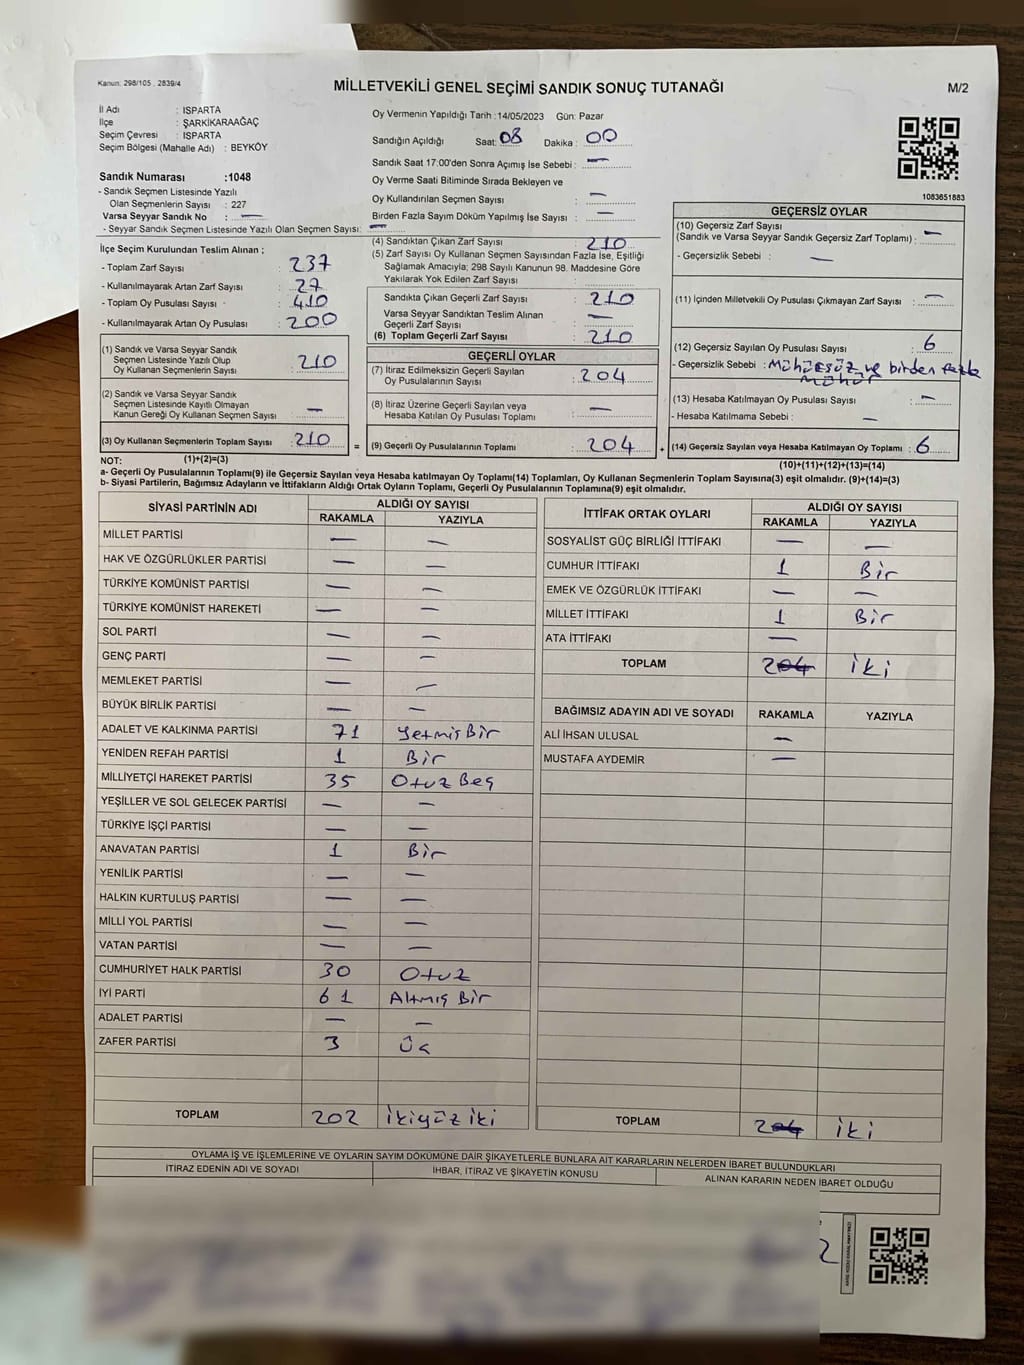 Kanun: 298/105 , 2839/4
MİLLETVEKİLİ GENEL SEÇİMİ SANDIK SONUÇ TUTANAĞI
M/2
İl Adı : ISPARTA
İlçe : ŞARKİKARAAĞAÇ
Seçim Çevresi : ISPARTA
Seçim Bölgesi (Mahalle Adı) : BEYKÖY
Sandık Numarası :1048
- Sandık Seçmen Listesinde Yazılı
Olan Seçmenlerin Sayısı : 227
Varsa Seyyar Sandık No : —
- Seyyar Sandık Seçmen Listesinde Yazılı Olan Seçmen Sayısı: —
Oy Vermenin Yapıldığı Tarih :14/05/2023 Gün: Pazar
Sandığın Açıldığı Saat: 08 Dakika : 00
Sandık Saat 17:00'den Sonra Açımış İse Sebebi : —
Oy Verme Saati Bitiminde Sırada Bekleyen ve
Oy Kullandırılan Seçmen Sayısı : —
Birden Fazla Sayım Döküm Yapılmış İse Sayısı : —
1083651883
İlçe Seçim Kurulundan Teslim Alınan ;
- Toplam Zarf Sayısı : 237
- Kullanılmayarak Artan Zarf Sayısı : 27
- Toplam Oy Pusulası Sayısı : 410
- Kullanılmayarak Artan Oy Pusulası : 200
(4) Sandıktan Çıkan Zarf Sayısı : 210
(5) Zarf Sayısı Oy Kullanan Seçmen Sayısından Fazla İse, Eşitliği
Sağlamak Amacıyla; 298 Sayılı Kanunun 98. Maddesine Göre
Yakılarak Yok Edilen Zarf Sayısı :
Sandıkta Çıkan Geçerli Zarf Sayısı : 210
Varsa Seyyar Sandıktan Teslim Alınan
Geçerli Zarf Sayısı : —
(6) Toplam Geçerli Zarf Sayısı : 210
GEÇERSİZ OYLAR
(10) Geçersiz Zarf Sayısı
(Sandık ve Varsa Seyyar Sandık Geçersiz Zarf Toplamı) : —
- Geçersizlik Sebebi : —
(11) İçinden Milletvekili Oy Pusulası Çıkmayan Zarf Sayısı : —
(12) Geçersiz Sayılan Oy Pusulası Sayısı : 6
- Geçersizlik Sebebi : Mühürsüz ve birden fazla
mühür
(13) Hesaba Katılmayan Oy Pusulası Sayısı : —
- Hesaba Katılmama Sebebi : —
(14) Geçersiz Sayılan veya Hesaba Katılmayan Oy Toplamı : 6
(10)+(11)+(12)+(13)=(14)
(1) Sandık ve Varsa Seyyar Sandık
Seçmen Listesinde Yazılı Olup
Oy Kullanan Seçmenlerin Sayısı : 210
(2) Sandık ve Varsa Seyyar Sandık
Seçmen Listesinde Kayıtlı Olmayan
Kanun Gereği Oy Kullanan Seçmen Sayısı : —
(3) Oy Kullanan Seçmenlerin Toplam Sayısı : 210
=
GEÇERLİ OYLAR
(7) İtiraz Edilmeksizin Geçerli Sayılan
Oy Pusulalarının Sayısı : 204
(8) İtiraz Üzerine Geçerli Sayılan veya
Hesaba Katılan Oy Pusulası Toplamı : —
(9) Geçerli Oy Pusulalarının Toplamı : 204
+
NOT: (1)+(2)=(3)
a- Geçerli Oy Pusulalarının Toplamı(9) ile Geçersiz Sayılan veya Hesaba katılmayan Oy Toplamı(14) Toplamları, Oy Kullanan Seçmenlerin Toplam Sayısına(3) eşit olmalıdır. (9)+(14)=(3)
b- Siyasi Partilerin, Bağımsız Adayların ve İttifakların Aldığı Ortak Oyların Toplamı, Geçerli Oy Pusulalarının Toplamına(9) eşit olmalıdır.
SİYASİ PARTİNİN ADI ALDIĞI OY SAYISI
RAKAMLA YAZIYLA
MİLLET PARTİSİ — —
HAK VE ÖZGÜRLÜKLER PARTİSİ — —
TÜRKİYE KOMÜNİST PARTISI — —
TÜRKİYE KOMÜNİST HAREKETİ — —
SOL PARTİ — —
GENÇ PARTİ — —
MEMLEKET PARTİSİ — —
BÜYÜK BİRLİK PARTİSİ — —
ADALET VE KALKINMA PARTİSİ 71 Yetmiş Bir
YENİDEN REFAH PARTİSİ 1 Bir
MİLLİYETÇİ HAREKET PARTİSİ 35 Otuz Beş
YEŞİLLER VE SOL GELECEK PARTİSİ — —
TÜRKİYE İŞÇİ PARTİSİ — —
ANAVATAN PARTİSİ 1 Bir
YENİLİK PARTİSİ — —
HALKIN KURTULUŞ PARTİSİ — —
MİLLİ YOL PARTİSİ — —
VATAN PARTİSİ — —
CUMHURİYET HALK PARTİSİ 30 Otuz
İYİ PARTİ 61 Altmış Bir
ADALET PARTİSİ — —
ZAFER PARTİSİ 3 Üç
TOPLAM 202 İkiyüz iki
İTTİFAK ORTAK OYLARI ALDIĞI OY SAYISI
RAKAMLA YAZIYLA
SOSYALİST GÜÇ BİRLİĞİ İTTİFAKI — —
CUMHUR İTTİFAKI 1 Bir
EMEK VE ÖZGÜRLÜK İTTİFAKI — —
MİLLET İTTİFAKI 1 Bir
ATA İTTİFAKI —
TOPLAM 204 iki
BAĞIMSIZ ADAYIN ADI VE SOYADI RAKAMLA YAZIYLA
ALİ İHSAN ULUSAL —
MUSTAFA AYDEMİR —
TOPLAM 204 iki
OYLAMA İŞ VE İŞLEMLERİNE VE OYLARIN SAYIM DÖKÜMÜNE DAİR ŞİKAYETLERLE BUNLARA AİT KARARLARIN NELERDEN İBARET BULUNDUKLARI
İTİRAZ EDENİN ADI VE SOYADI İHBAR, İTİRAZ VE ŞİKAYETİN KONUSU ALINAN KARARIN NEDEN İBARET OLDUĞU